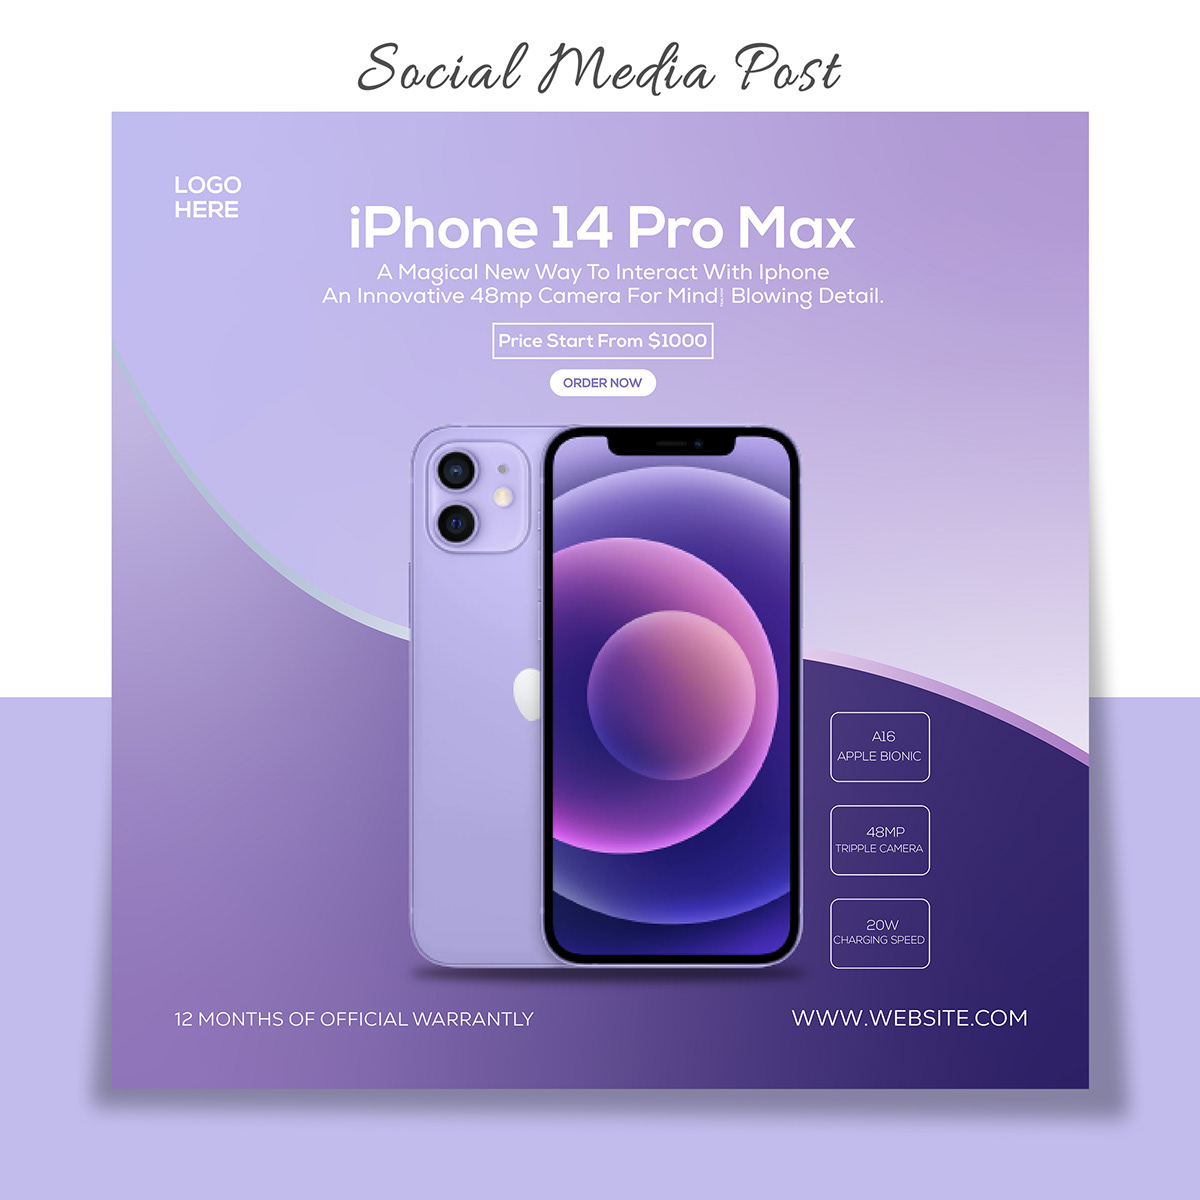 Social Media Post
LOGO
HERE
iPhone 14 Pro Max
A Magical New Way To Interact With Iphone
An Innovative 48mp Camera For Mind Blowing Detail.
Price Start From $1000
ORDER NOW
A16
APPLE BIONIC
48MP
TRIPPLE CAMERA
20W
CHARGING SPEED
12 MONTHS OF OFFICIAL WARRANTLY
WWW.WEBSITE.COM